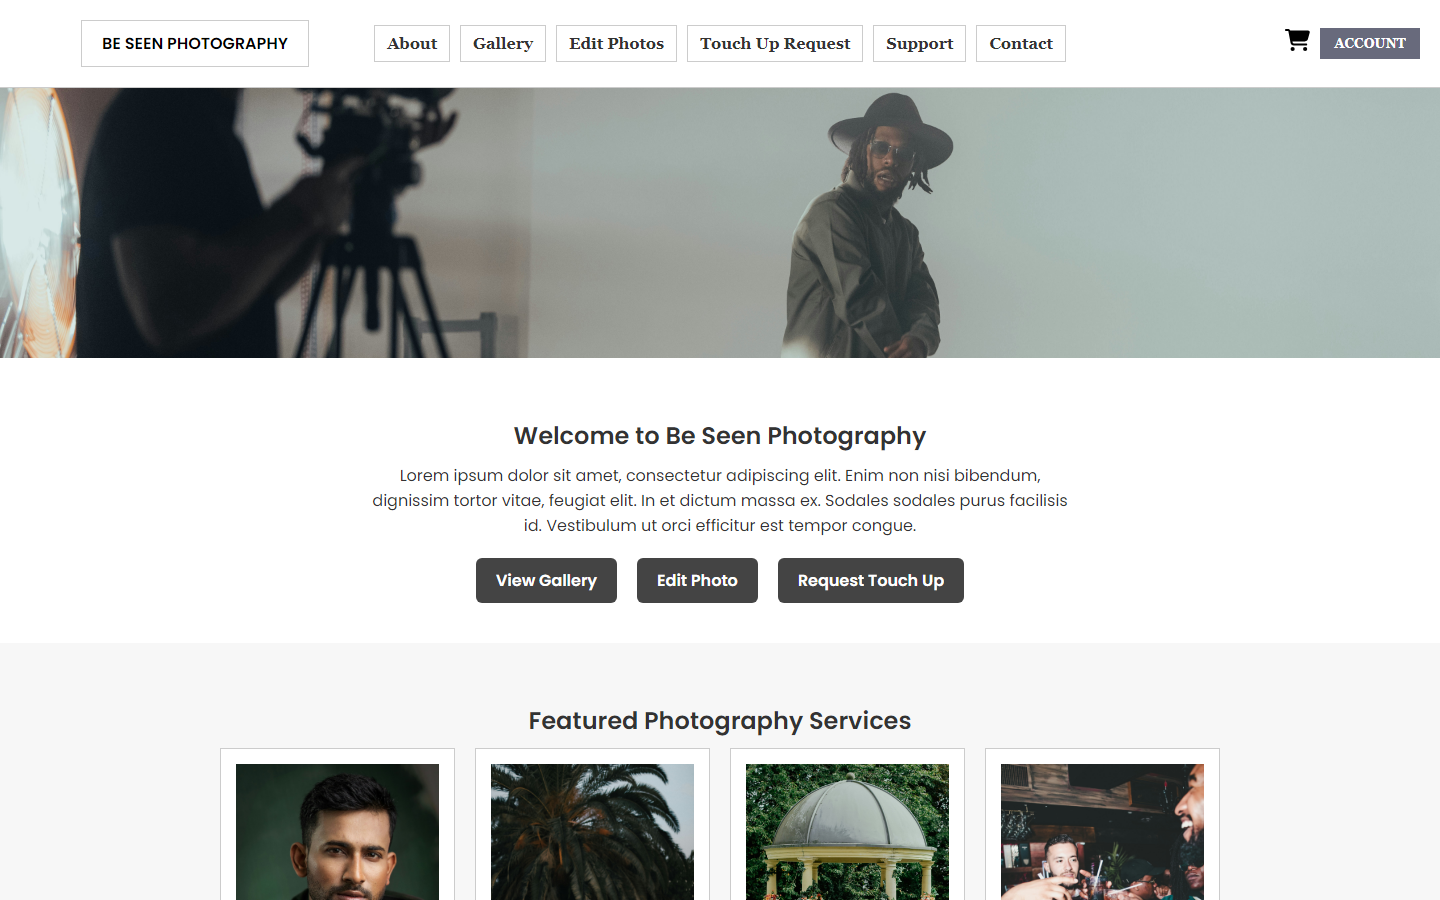 BE SEEN PHOTOGRAPHY
About
Gallery
Edit Photos
Touch Up Request
Support
Contact
ACCOUNT
Welcome to Be Seen Photography
Lorem ipsum dolor sit amet, consectetur adipiscing elit. Enim non nisi bibendum,
dignissim tortor vitae, feugiat elit. In et dictum massa ex. Sodales sodales purus facilisis
id. Vestibulum ut orci efficitur est tempor congue.
View Gallery
Edit Photo
Request Touch Up
Featured Photography Services